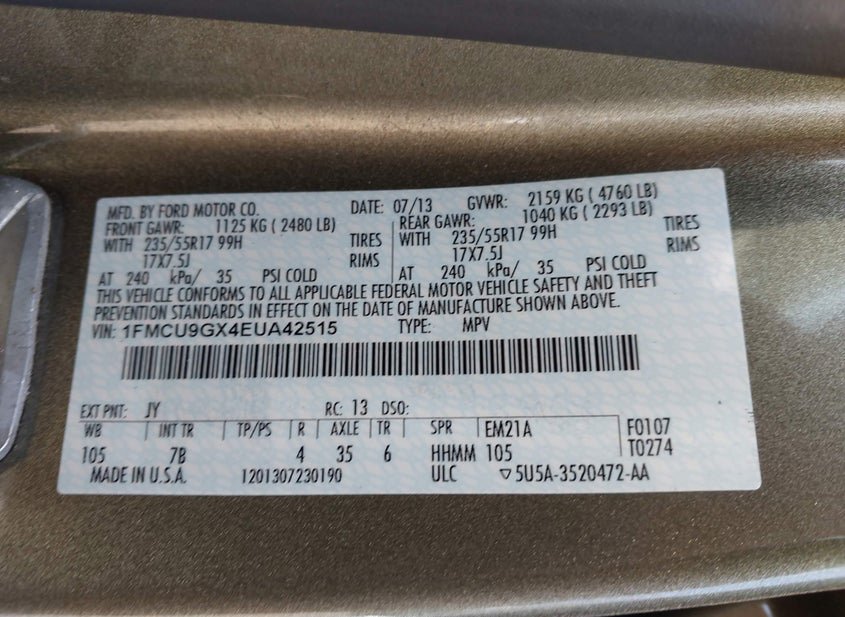 MFD. BY FORD MOTOR CO. DATE: 07/13 GVWR: 2159 KG ( 4760 LB)
FRONT GAWR: 1125 KG ( 2480 LB) REAR GAWR: 1040 KG ( 2293 LB)
WITH 235/55R17 99H TIRES WITH 235/55R17 99H TIRES
17X7.5J RIMS 17X7.5J RIMS
AT 240 kPa/ 35 PSI COLD AT 240 kPa/ 35 PSI COLD
THIS VEHICLE CONFORMS TO ALL APPLICABLE FEDERAL MOTOR VEHICLE SAFETY AND THEFT
PREVENTION STANDARDS IN EFFECT ON THE DATE OF MANUFACTURE SHOWN ABOVE.
VIN: 1FMCU9GX4EUA42515 TYPE: MPV
EXT PNT: JY RC: 13 DSO:
WB INT TR TP/PS R AXLE TR SPR EM21A F0107
105 7B 4 35 6 HHMM 105 T0274
MADE IN U.S.A. 1201307230190 ULC ▽5U5A-3520472-AA